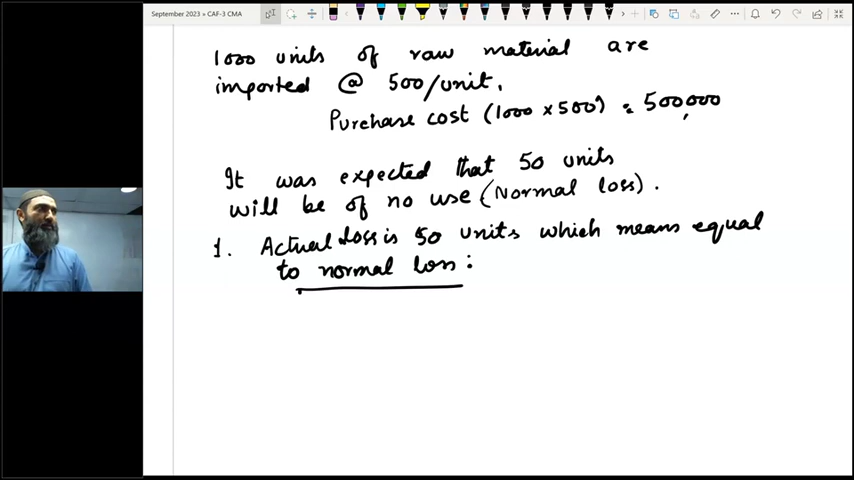 September 2023 » CAF-3 CMA
1000 units of raw material are
imported @ 500/unit.
Purchase cost (1000 × 500) = 500,000
It was expected that 50 units
will be of no use (Normal loss).
1. Actual Loss is 50 units which means equal
to normal loss: